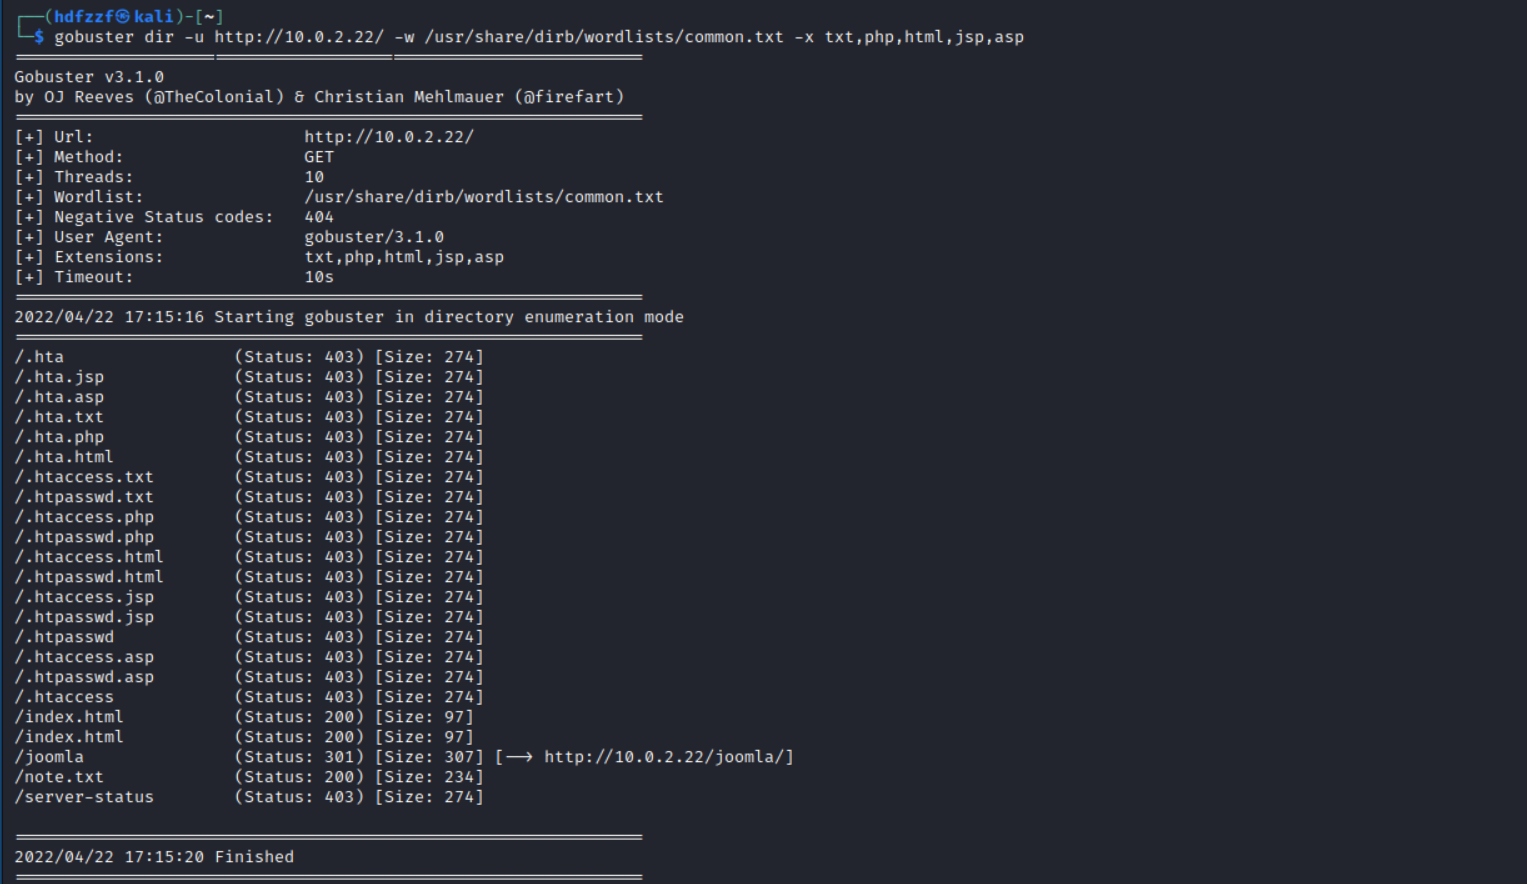 ┌──(hdfzzf㉿kali)-[~]
└─$ gobuster dir -u http://10.0.2.22/ -w /usr/share/dirb/wordlists/common.txt -x txt,php,html,jsp,asp
===============================================================
Gobuster v3.1.0
by OJ Reeves (@TheColonial) & Christian Mehlmauer (@firefart)
===============================================================
[+] Url:                     http://10.0.2.22/
[+] Method:                  GET
[+] Threads:                 10
[+] Wordlist:                /usr/share/dirb/wordlists/common.txt
[+] Negative Status codes:   404
[+] User Agent:              gobuster/3.1.0
[+] Extensions:              txt,php,html,jsp,asp
[+] Timeout:                 10s
===============================================================
2022/04/22 17:15:16 Starting gobuster in directory enumeration mode
===============================================================
/.hta                 (Status: 403) [Size: 274]
/.hta.jsp             (Status: 403) [Size: 274]
/.hta.asp             (Status: 403) [Size: 274]
/.hta.txt             (Status: 403) [Size: 274]
/.hta.php             (Status: 403) [Size: 274]
/.hta.html            (Status: 403) [Size: 274]
/.htaccess.txt        (Status: 403) [Size: 274]
/.htpasswd.txt        (Status: 403) [Size: 274]
/.htaccess.php        (Status: 403) [Size: 274]
/.htpasswd.php        (Status: 403) [Size: 274]
/.htaccess.html       (Status: 403) [Size: 274]
/.htpasswd.html       (Status: 403) [Size: 274]
/.htaccess.jsp        (Status: 403) [Size: 274]
/.htpasswd.jsp        (Status: 403) [Size: 274]
/.htpasswd            (Status: 403) [Size: 274]
/.htaccess.asp        (Status: 403) [Size: 274]
/.htpasswd.asp        (Status: 403) [Size: 274]
/.htaccess            (Status: 403) [Size: 274]
/index.html           (Status: 200) [Size: 97]
/index.html           (Status: 200) [Size: 97]
/joomla               (Status: 301) [Size: 307] [--> http://10.0.2.22/joomla/]
/note.txt             (Status: 200) [Size: 234]
/server-status        (Status: 403) [Size: 274]
===============================================================
2022/04/22 17:15:20 Finished
===============================================================